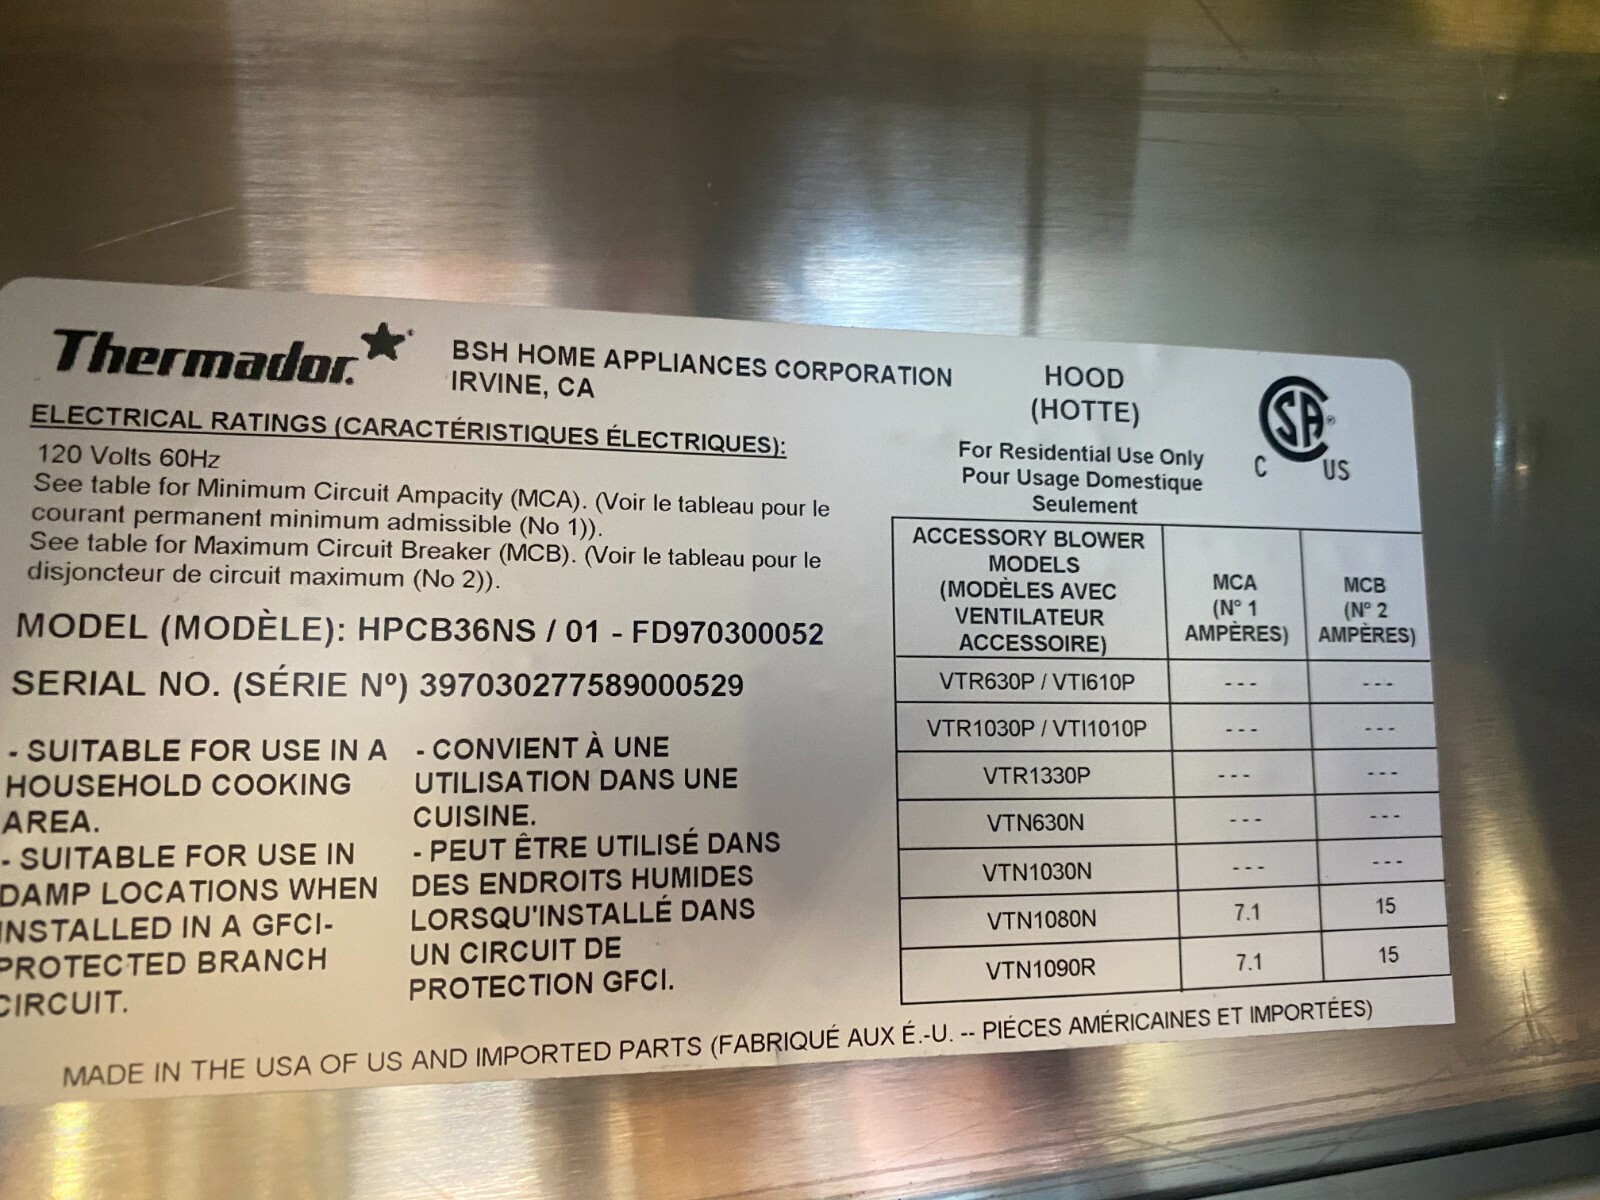 Thermador
BSH HOME APPLIANCES CORPORATION
IRVINE, CA
HOOD
(HOTTE)
For Residential Use Only
Pour Usage Domestique
Seulement
SA®
C US
ELECTRICAL RATINGS (CARACTÉRISTIQUES ÉLECTRIQUES):
120 Volts 60Hz
See table for Minimum Circuit Ampacity (MCA). (Voir le tableau pour le
courant permanent minimum admissible (No 1)).
See table for Maximum Circuit Breaker (MCB). (Voir le tableau pour le
disjoncteur de circuit maximum (No 2)).
MODEL (MODÈLE): HPCB36NS / 01 - FD970300052
SERIAL NO. (SÉRIE Nº) 397030277589000529
- SUITABLE FOR USE IN A
HOUSEHOLD COOKING
AREA.
- SUITABLE FOR USE IN
DAMP LOCATIONS WHEN
INSTALLED IN A GFCI-
PROTECTED BRANCH
CIRCUIT.
- CONVIENT À UNE
UTILISATION DANS UNE
CUISINE.
- PEUT ÊTRE UTILISÉ DANS
DES ENDROITS HUMIDES
LORSQU'INSTALLÉ DANS
UN CIRCUIT DE
PROTECTION GFCI.
ACCESSORY BLOWER
MODELS
(MODÈLES AVEC
VENTILATEUR
ACCESSOIRE)
MCA
(N° 1
AMPÈRES)
MCB
(N° 2
AMPÈRES)
VTR630P / VTI610P --- ---
VTR1030P / VTI1010P --- ---
VTR1330P --- ---
VTN630N --- ---
VTN1030N --- ---
VTN1080N 7.1 15
VTN1090R 7.1 15
MADE IN THE USA OF US AND IMPORTED PARTS (FABRIQUÉ AUX É.-U. -- PIÉCES AMÉRICAINES ET IMPORTÉES)